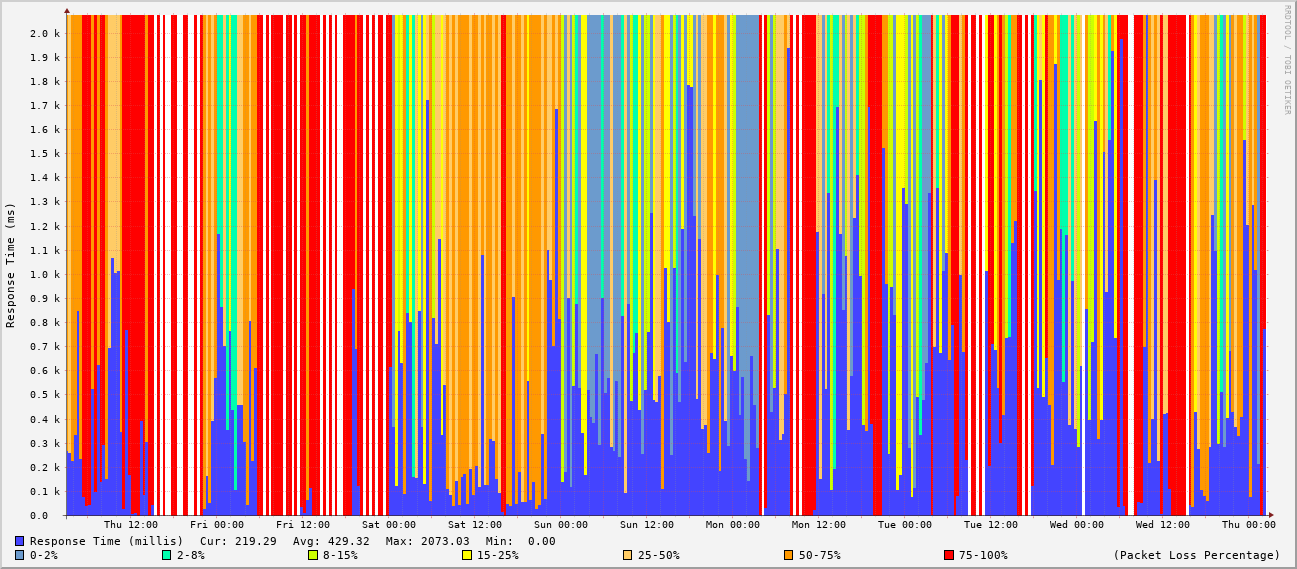 RRDTOOL / TOBI OETIKER
Response Time (ms)
2.0 k
1.9 k
1.8 k
1.7 k
1.6 k
1.5 k
1.4 k
1.3 k
1.2 k
1.1 k
1.0 k
0.9 k
0.8 k
0.7 k
0.6 k
0.5 k
0.4 k
0.3 k
0.2 k
0.1 k
0.0
Thu 12:00 Fri 00:00 Fri 12:00 Sat 00:00 Sat 12:00 Sun 00:00 Sun 12:00 Mon 00:00 Mon 12:00 Tue 00:00 Tue 12:00 Wed 00:00 Wed 12:00 Thu 00:00
Response Time (millis) Cur: 219.29 Avg: 429.32 Max: 2073.03 Min: 0.00
0-2% 2-8% 8-15% 15-25% 25-50% 50-75% 75-100% (Packet Loss Percentage)